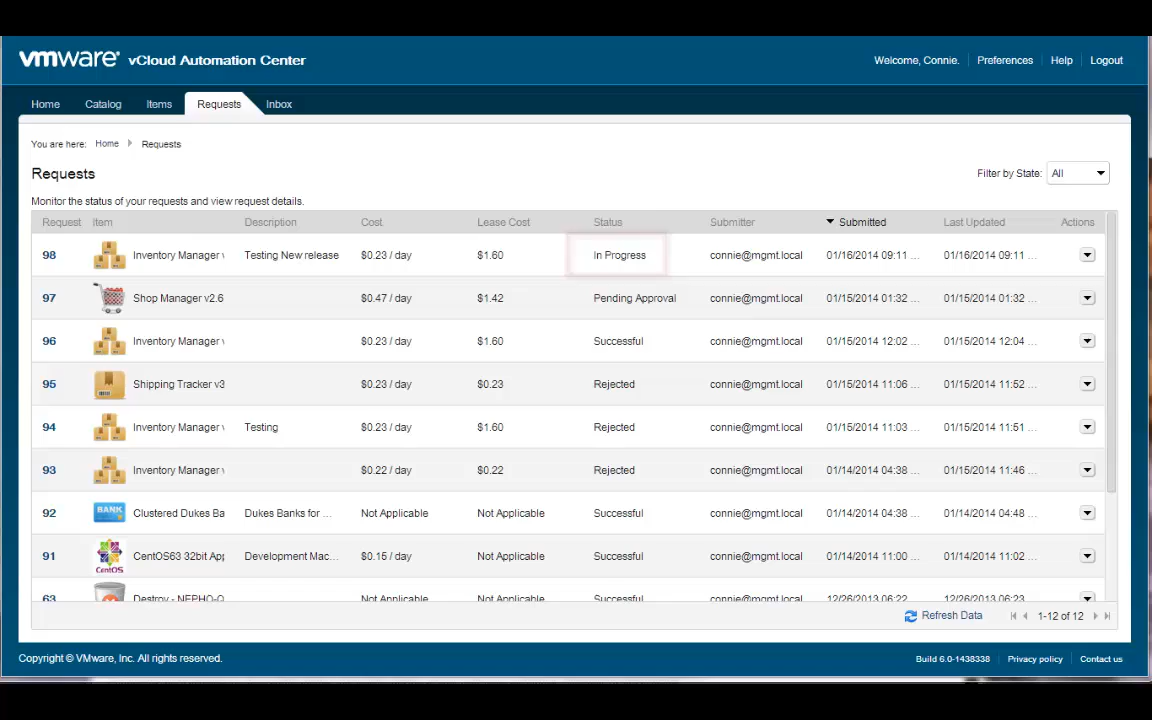 vmware® vCloud Automation Center
Welcome, Connie. Preferences Help Logout
Home Catalog Items Requests Inbox
You are here: Home Requests
Requests
Filter by State: All
Monitor the status of your requests and view request details.
Request Item Description Cost Lease Cost Status Submitter Submitted Last Updated Actions
98 Inventory Manager Testing New release $0.23 / day $1.60 In Progress connie@mgmt.local 01/16/2014 09:11 ... 01/16/2014 09:11 ...
97 Shop Manager v2.6 $0.47 / day $1.42 Pending Approval connie@mgmt.local 01/15/2014 01:32 ... 01/15/2014 01:32 ...
96 Inventory Manager $0.23 / day $1.60 Successful connie@mgmt.local 01/15/2014 12:02 ... 01/15/2014 12:04 ...
95 Shipping Tracker v3 $0.23 / day $0.23 Rejected connie@mgmt.local 01/15/2014 11:06 ... 01/15/2014 11:52 ...
94 Inventory Manager Testing $0.23 / day $1.60 Rejected connie@mgmt.local 01/15/2014 11:03 ... 01/15/2014 11:51 ...
93 Inventory Manager $0.22 / day $0.22 Rejected connie@mgmt.local 01/14/2014 04:38 ... 01/15/2014 11:46 ...
BANK
92 Clustered Dukes Ba Dukes Banks for ... Not Applicable Not Applicable Successful connie@mgmt.local 01/14/2014 04:38 ... 01/14/2014 04:48 ...
91 CentOS63 32bit App Development Mac... $0.15 / day Not Applicable Successful connie@mgmt.local 01/14/2014 11:00 ... 01/14/2014 11:02 ...
CentOS
63 Destroy - NEPHO-O Not Applicable Not Applicable Successful connie@mgmt.local 12/26/2013 06:22 12/26/2013 06:23
Refresh Data 1-12 of 12
Copyright © VMware, Inc. All rights reserved.
Build 6.0-1438338 Privacy policy Contact us